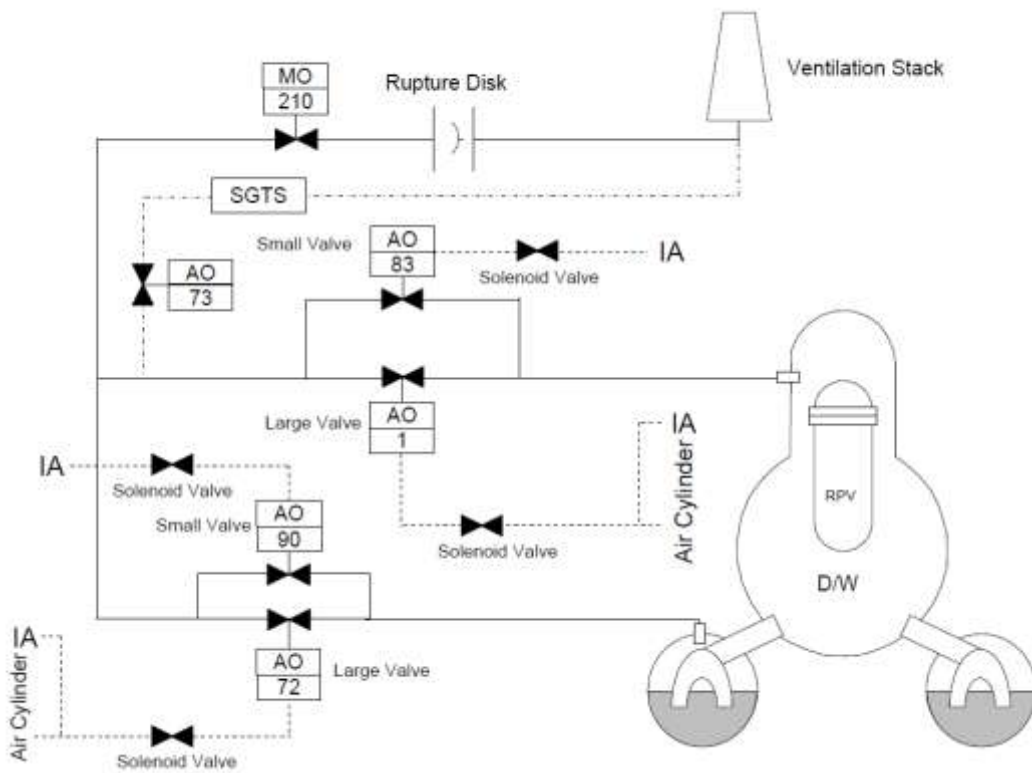 MO
210
Rupture Disk
Ventilation Stack
SGTS
Small Valve
AO
83
IA
Solenoid Valve
AO
73
Large Valve
AO
1
IA
Air Cylinder
Solenoid Valve
IA
Solenoid Valve
Small Valve
AO
90
RPV
D/W
IA
Air Cylinder
AO
72
Large Valve
Solenoid Valve